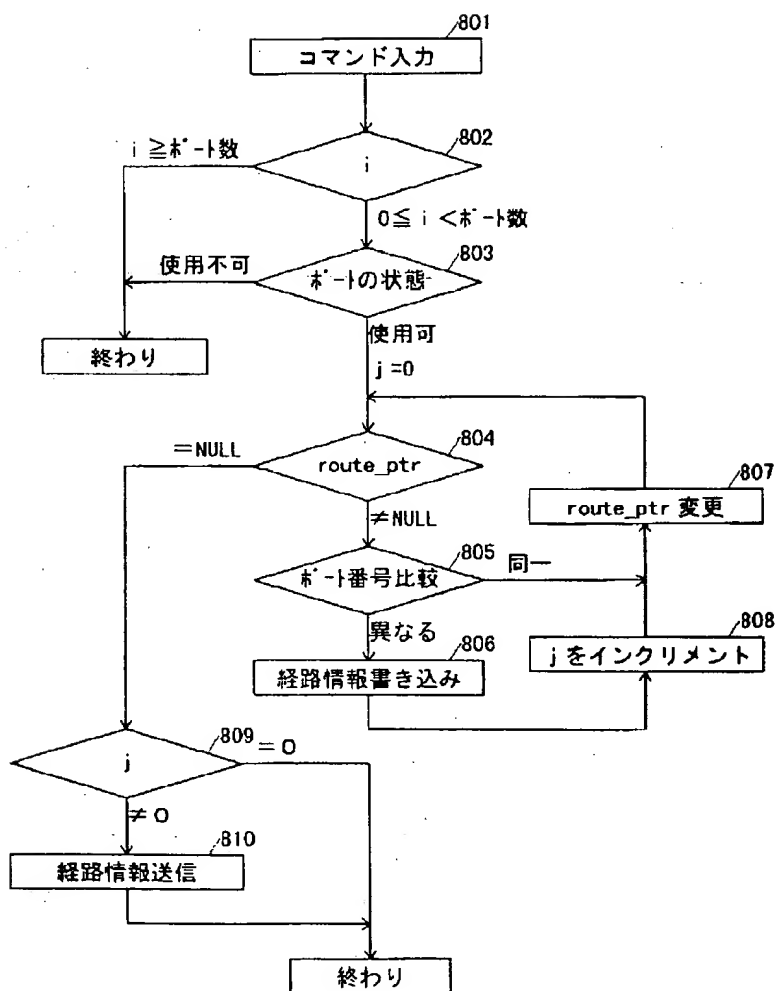 801
コマンド入力
802
i ≧ポート数
i
0≦ i <ポート数
803
使用不可
ポートの状態
使用可
終わり
j=0
804
=NULL
route_ptr
807
≠NULL
route_ptr 変更
805
ポート番号比較
同一
異なる
806
808
経路情報書き込み
jをインクリメント
809
j
=0
≠0
810
経路情報送信
終わり